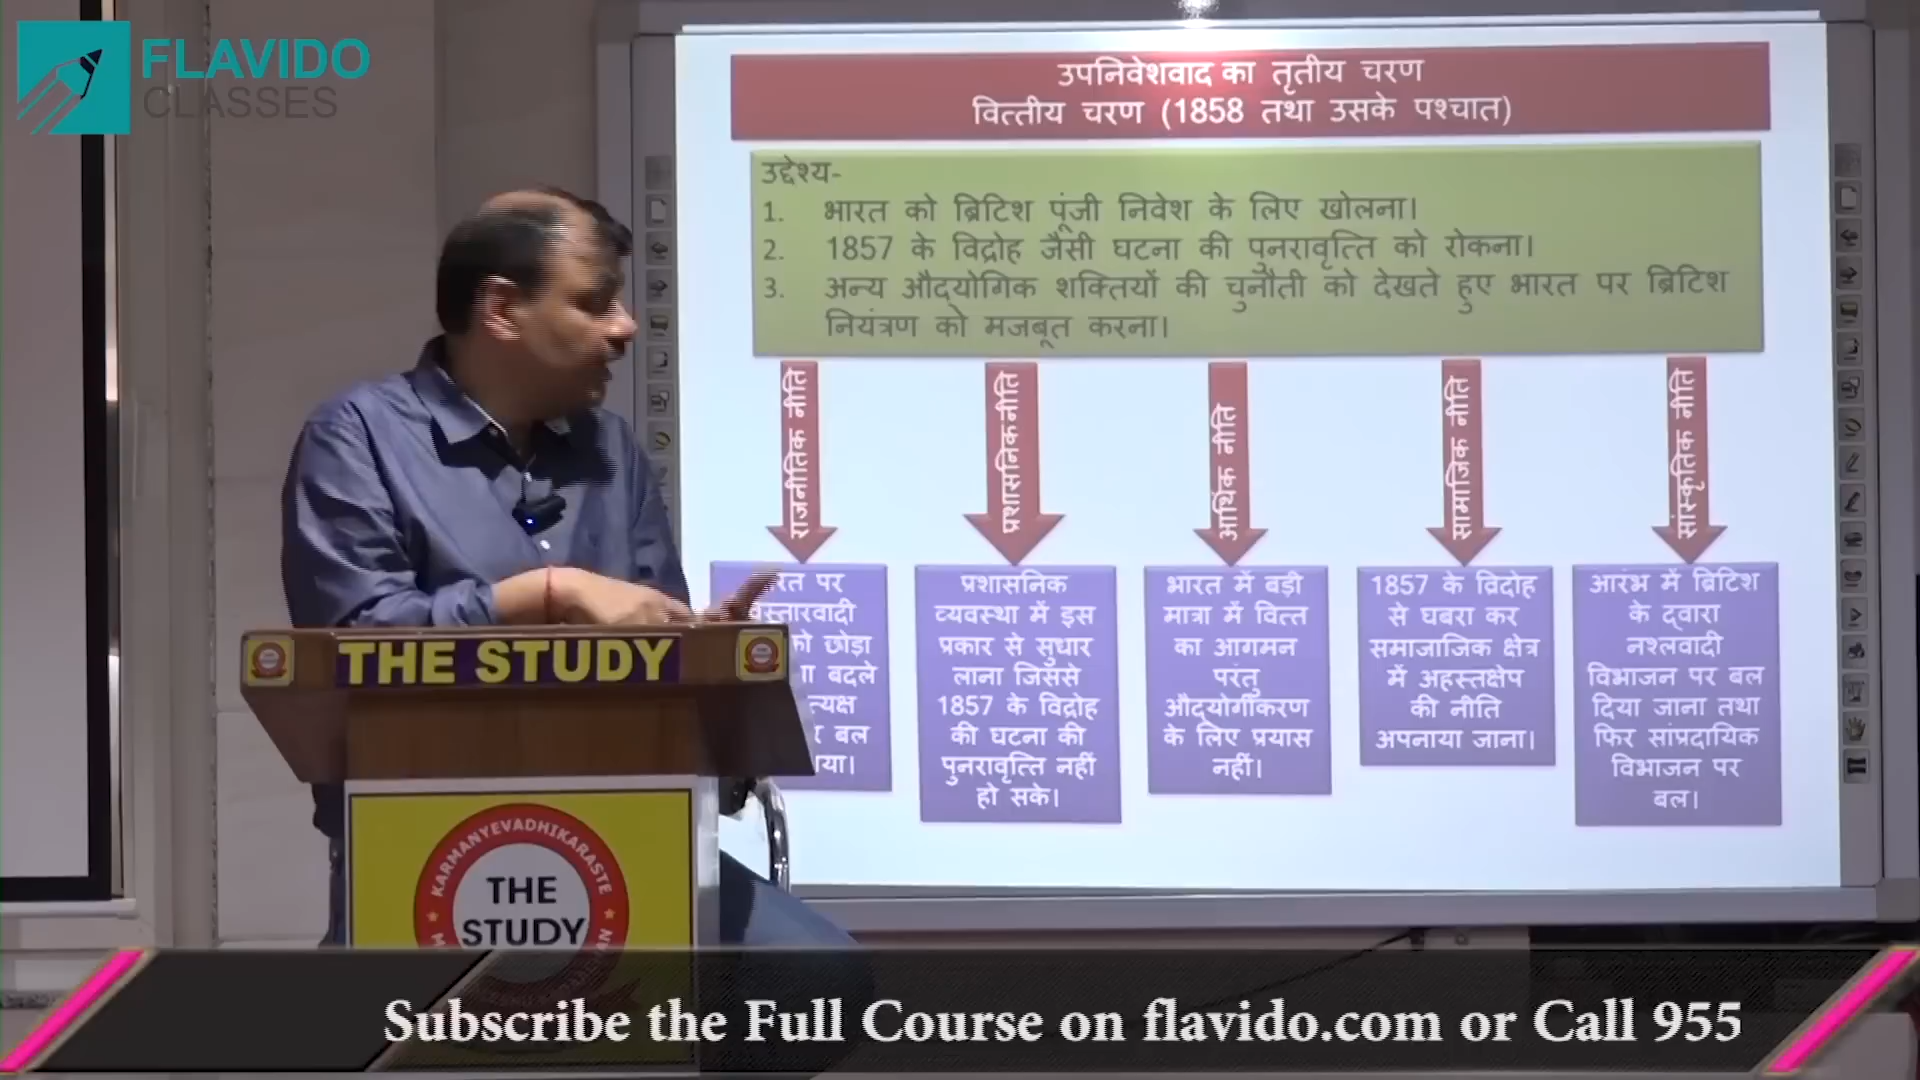 FLAVIDO
CLASSES
उपनिवेशवाद का तृतीय चरण
वित्तीय चरण (1858 तथा उसके पश्चात)
उद्देश्य-
1. भारत को ब्रिटिश पूंजी निवेश के लिए खोलना।
2. 1857 के विद्रोह जैसी घटना की पुनरावृत्ति को रोकना।
3. अन्य औद्योगिक शक्तियों की चुनौती को देखते हुए भारत पर ब्रिटिश
नियंत्रण को मजबूत करना।
राजनीतिक नीति
प्रशासनिक नीति
आर्थिक नीति
सामाजिक नीति
सांस्कृतिक नीति
पर
को छोड़ा
बदले
बल
प्रशासनिक
व्यवस्था में इस
प्रकार से सुधार
लाना जिससे
1857 के विद्रोह
की घटना की
पुनरावृत्ति नहीं
हो सके।
भारत में बड़ी
मात्रा में वित्त
का आगमन
परंतु
औद्योगीकरण
के लिए प्रयास
नहीं।
1857 के विद्रोह
से घबरा कर
समाजाजिक क्षेत्र
में अहस्तक्षेप
की नीति
अपनाया जाना।
आरंभ में ब्रिटिश
के द्वारा
नश्लवादी
विभाजन पर बल
दिया जाना तथा
फिर सांप्रदायिक
विभाजन पर
बल।
THE STUDY
KARMANYEVADHIKARASTE
THE
STUDY
Subscribe the Full Course on flavido.com or Call 955